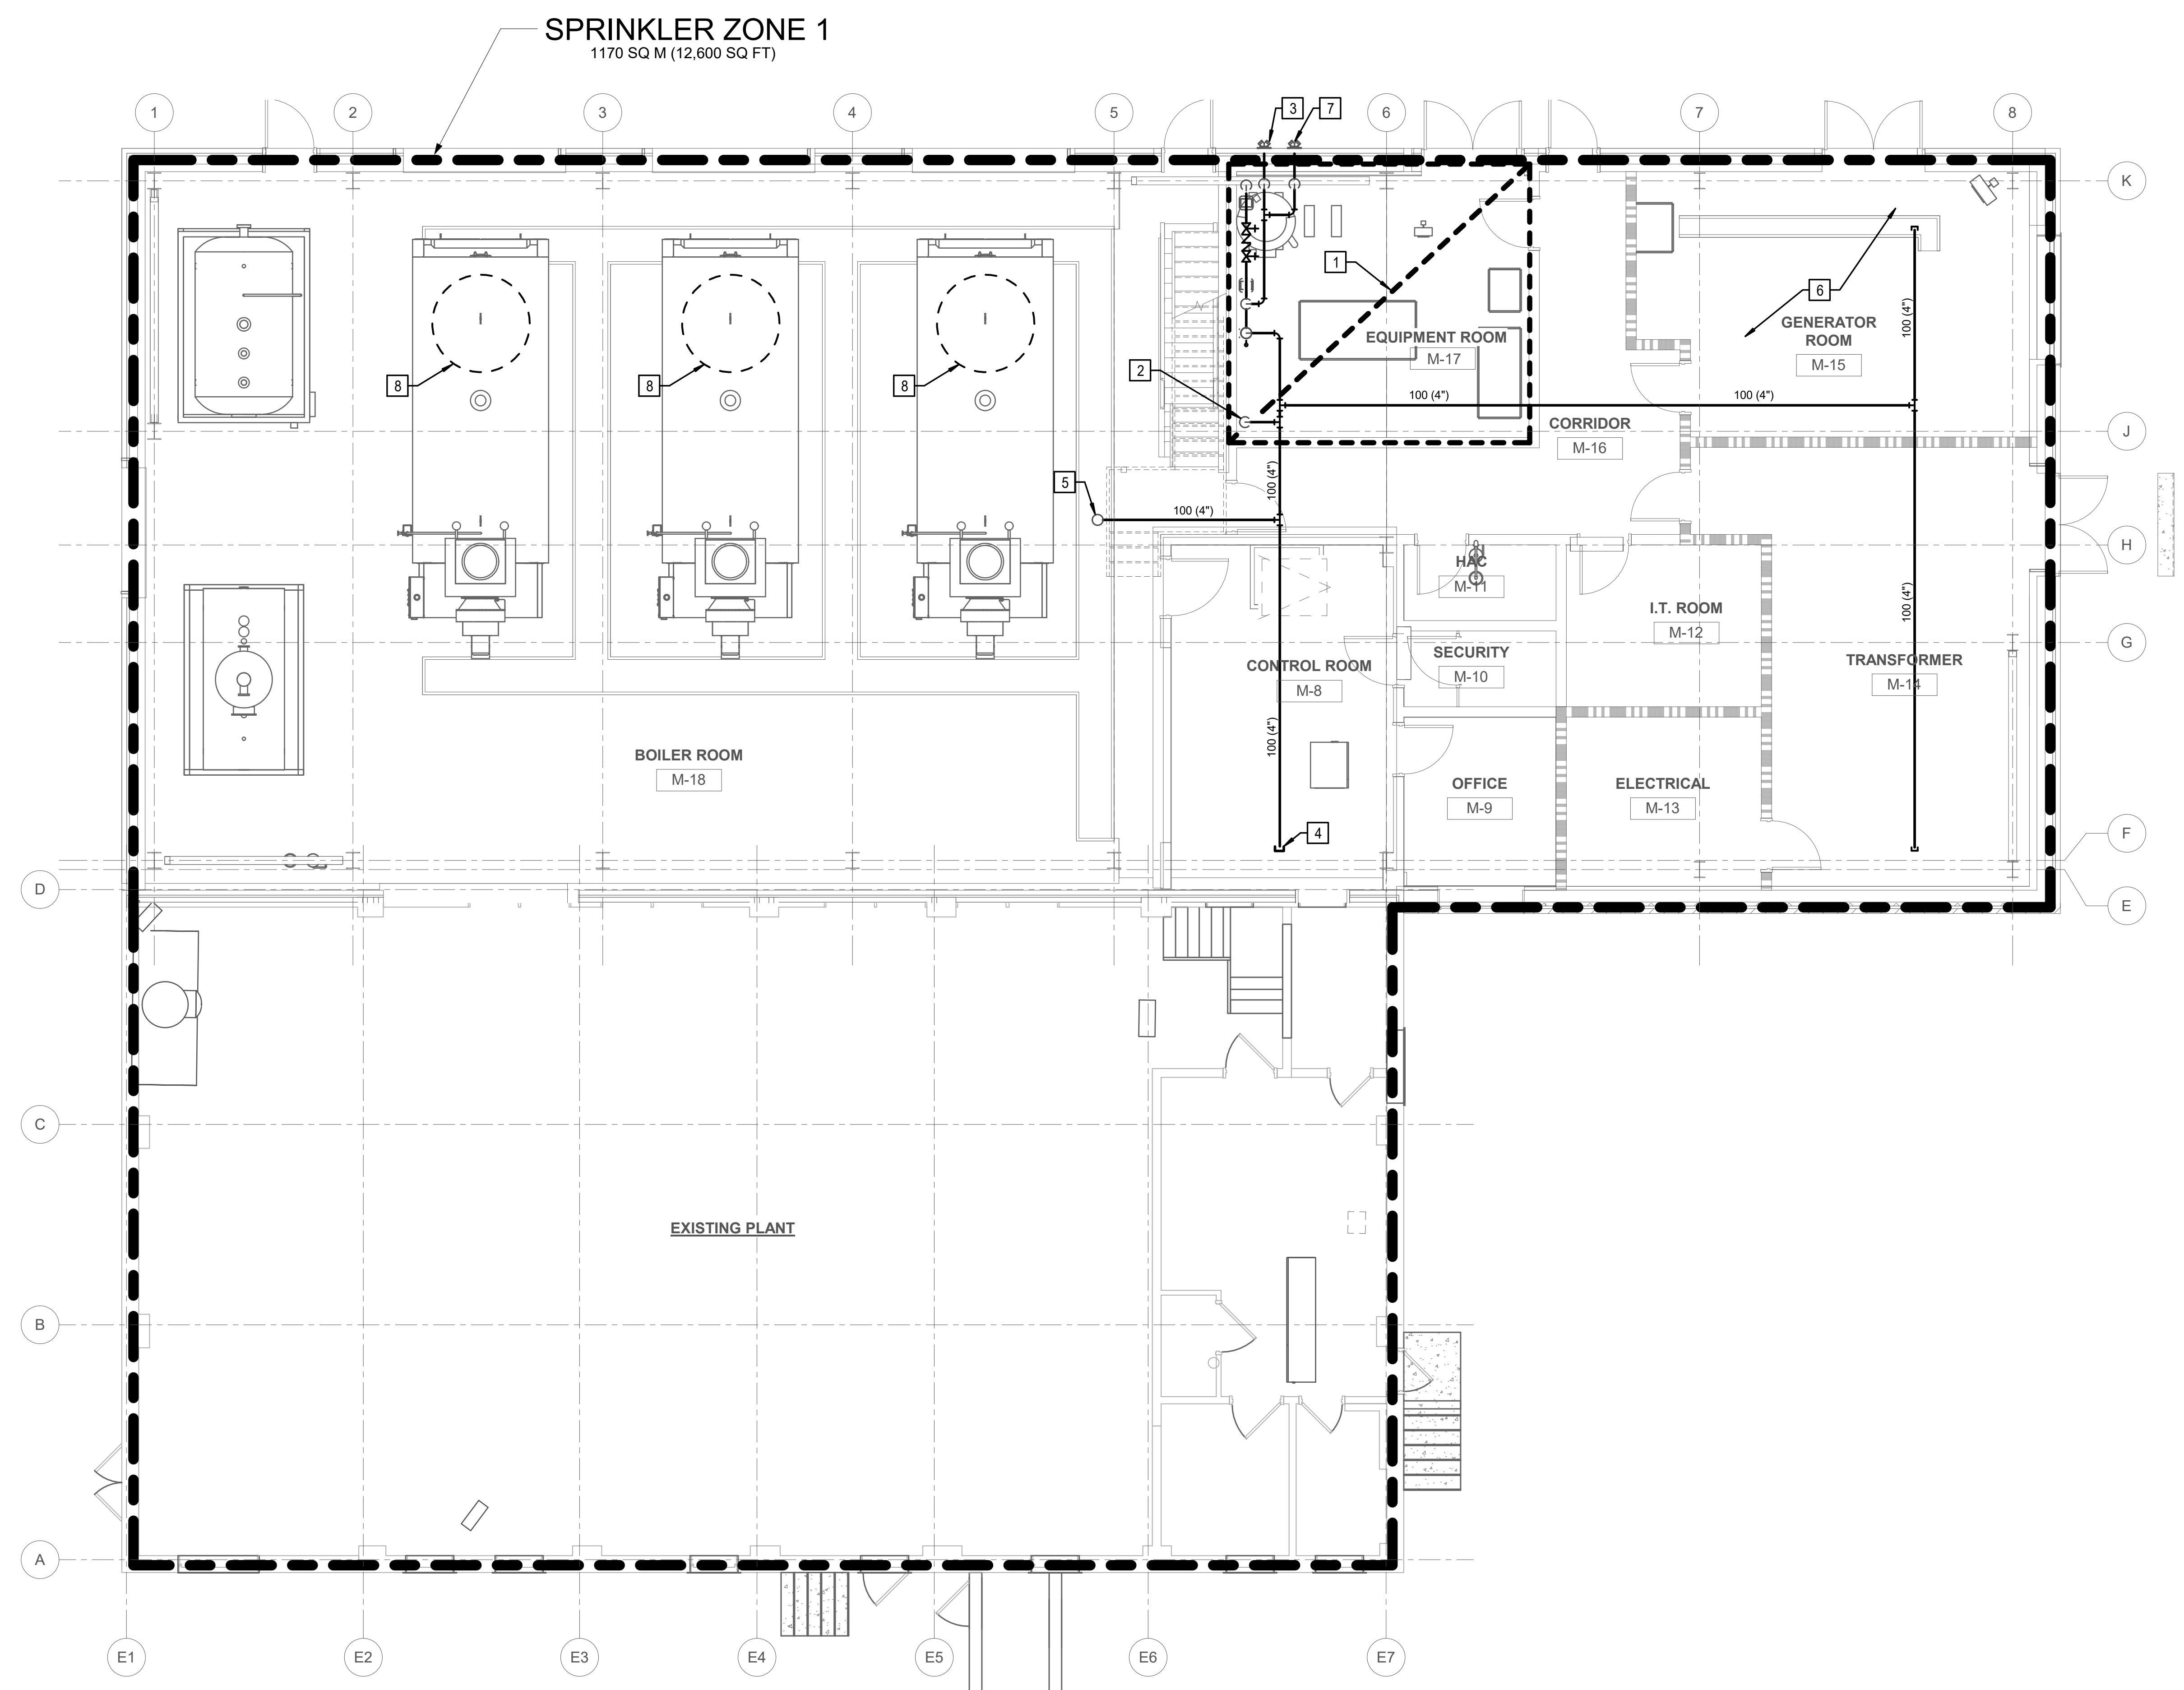 SPRINKLER ZONE 1
1170 SQ M (12,600 SQ FT)
1
2
3
4
5
3
7
6
7
8
K
1
6
GENERATOR
ROOM
M-15
100 (4")
EQUIPMENT ROOM
M-17
8
8
8
2
100 (4")
100 (4")
CORRIDOR
M-16
J
5
100 (4")
100 (4")
H
HAC
M-11
I.T. ROOM
M-12
100 (4")
G
CONTROL ROOM
M-8
SECURITY
M-10
TRANSFORMER
M-14
BOILER ROOM
M-18
100 (4")
OFFICE
M-9
ELECTRICAL
M-13
4
F
D
E
C
EXISTING PLANT
B
A
E1
E2
E3
E4
E5
E6
E7